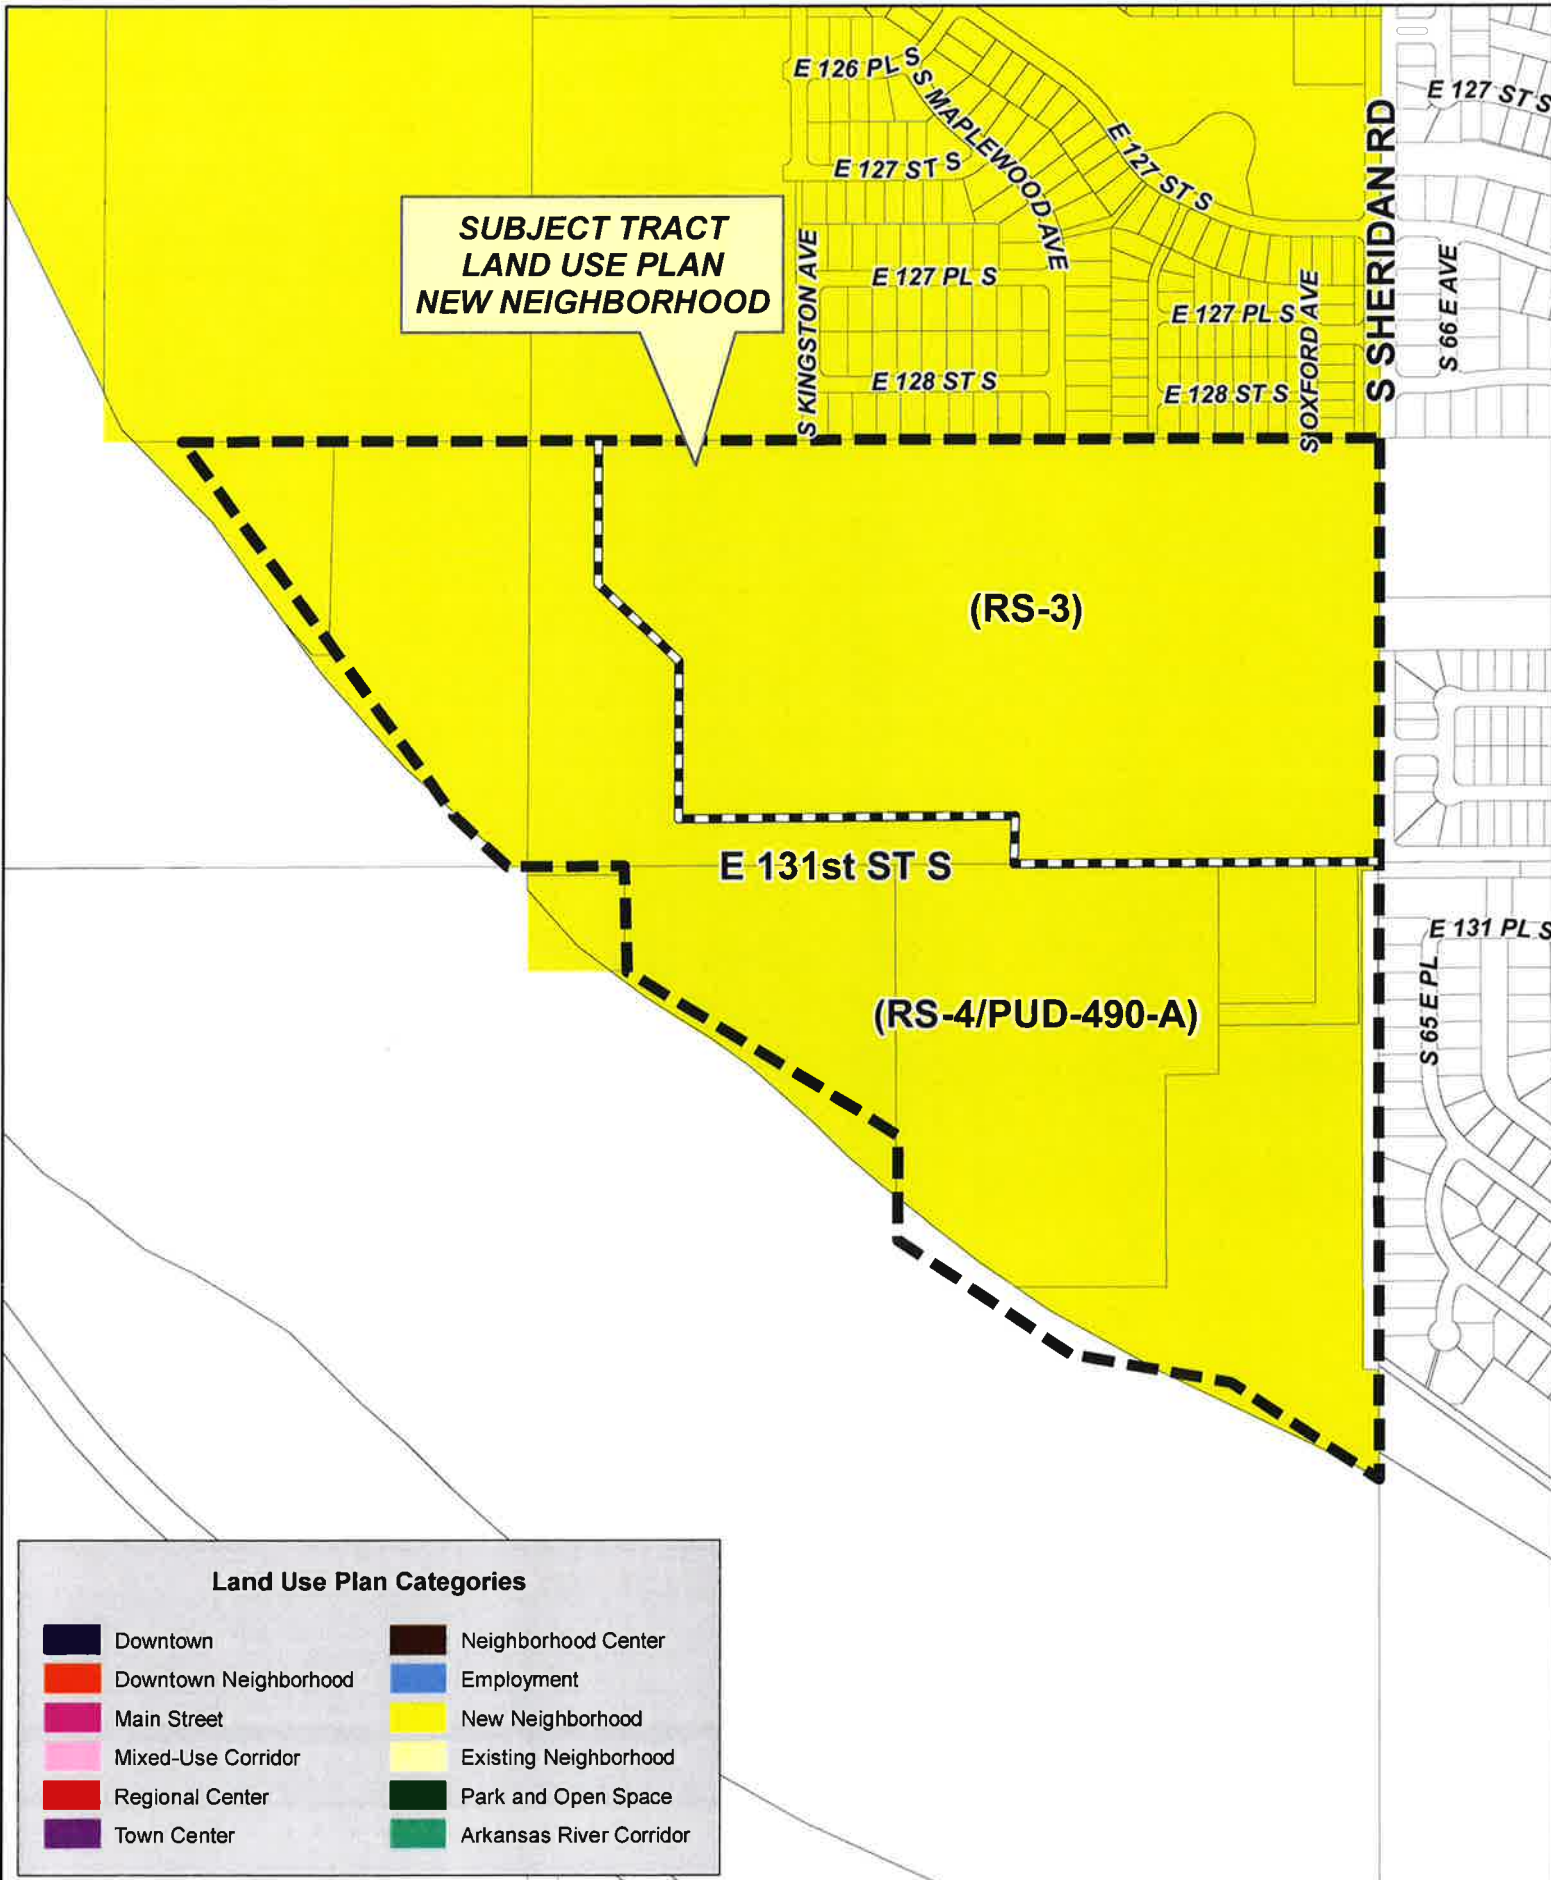 E 126 PL S
S MAPLEWOOD AVE
E 127 ST S
E 127 ST S
E 127 ST S
S SHERIDAN RD
SUBJECT TRACT
LAND USE PLAN
NEW NEIGHBORHOOD
S KINGSTON AVE
E 127 PL S
E 127 PL S
S OXFORD AVE
S 66 E AVE
E 128 ST S
E 128 ST S
(RS-3)
E 131st ST S
E 131 PL S
S 65 E PL
(RS-4/PUD-490-A)
Land Use Plan Categories
Downtown
Downtown Neighborhood
Main Street
Mixed-Use Corridor
Regional Center
Town Center
Neighborhood Center
Employment
New Neighborhood
Existing Neighborhood
Park and Open Space
Arkansas River Corridor